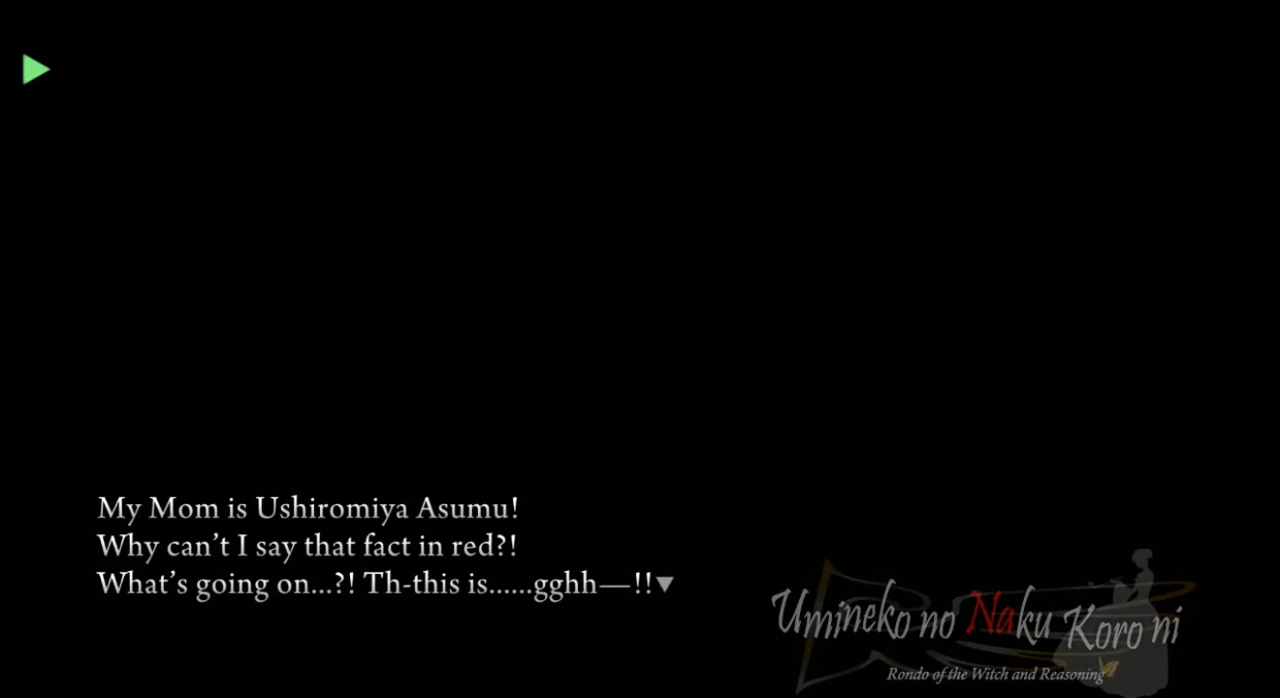 My Mom is Ushiromiya Asumu!
Why can't I say that fact in red?!
What's going on...?! Th-this is......gghh—!!
Umineko no Naku Koro ni
Rondo of the Witch and Reasoning